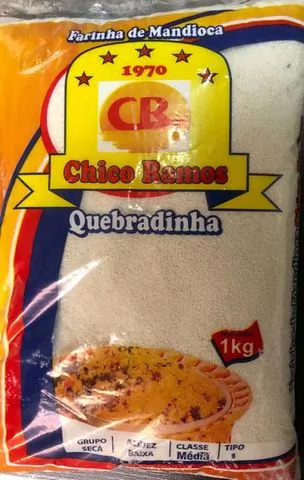 Farinha de Mandioca
1970
CR
Chico Ramos
Quebradinha
1kg
GRUPO SECA
ACIDEZ BAIXA
CLASSE Média
TIPO 1